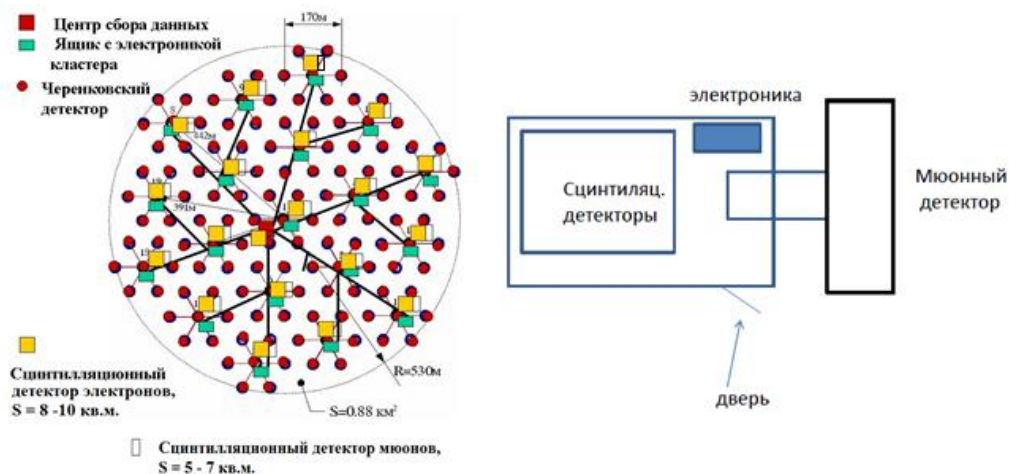 Центр сбора данных
Ящик с электроникой
кластера
Черенковский
детектор
170м
442м
391м
R=530м
S=0.88 км²
Сцинтилляционный
детектор электронов,
S = 8 -10 кв.м.
Сцинтилляционный детектор мюонов,
S = 5 - 7 кв.м.
электроника
Сцинтиляц.
детекторы
Мюонный
детектор
дверь